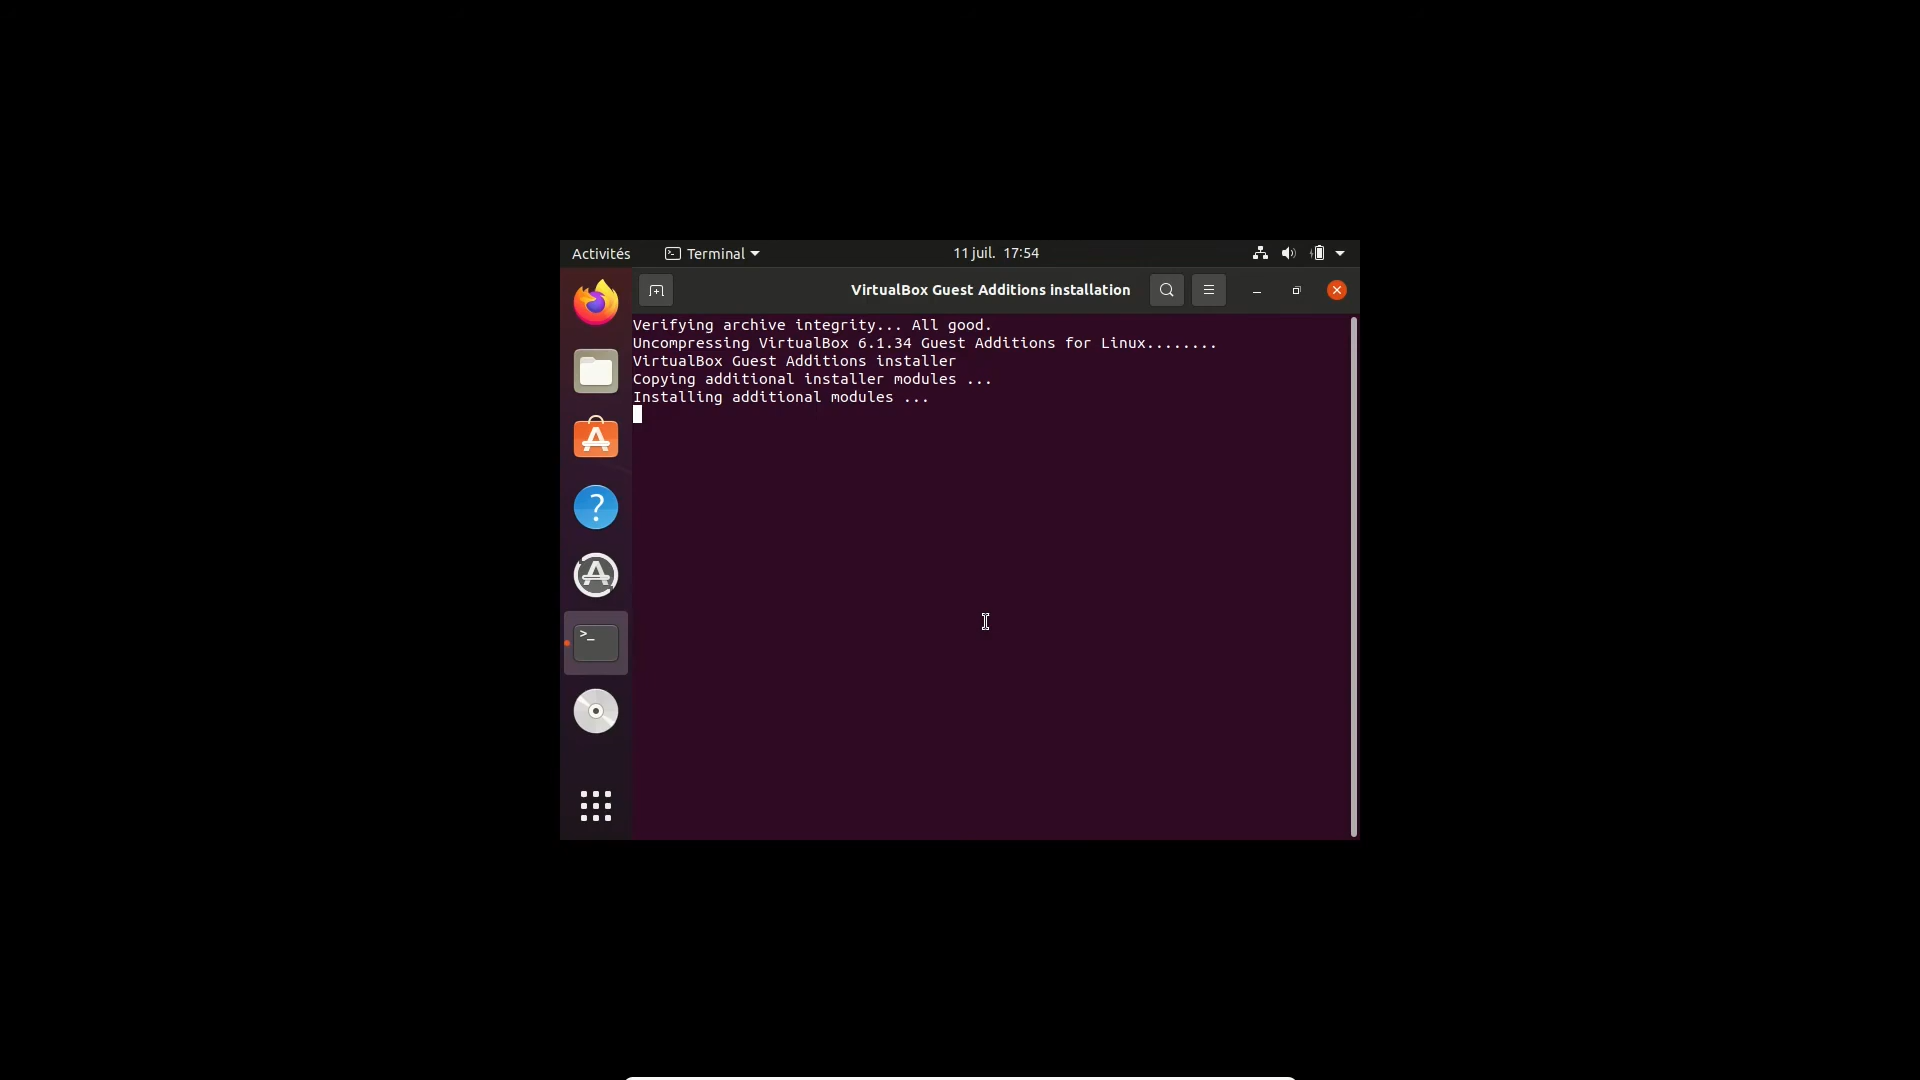 Activités Terminal 11 juil. 17:54
VirtualBox Guest Additions installation
Verifying archive integrity... All good.
Uncompressing VirtualBox 6.1.34 Guest Additions for Linux........
VirtualBox Guest Additions installer
Copying additional installer modules ...
Installing additional modules ...